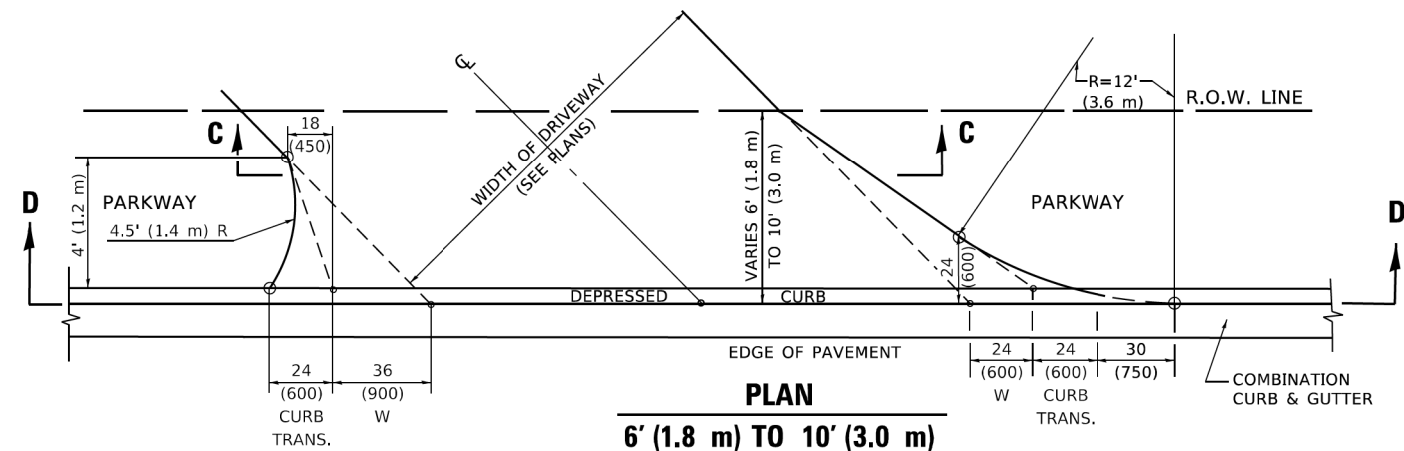 ℄
R=12'
(3.6 m)
R.O.W. LINE
18
(450)
C
C
WIDTH OF DRIVEWAY
(SEE PLANS)
VARIES 6' (1.8 m)
TO 10' (3.0 m)
4' (1.2 m)
PARKWAY
PARKWAY
4.5' (1.4 m) R
D
D
24
(600)
DEPRESSED CURB
EDGE OF PAVEMENT
24
(600)
CURB
TRANS.
36
(900)
W
24
(600)
W
24
(600)
CURB
TRANS.
30
(750)
COMBINATION
CURB & GUTTER
PLAN
6' (1.8 m) TO 10' (3.0 m)